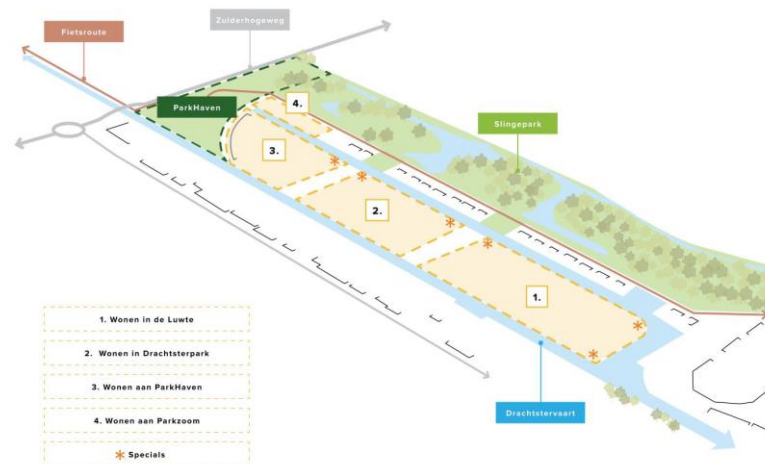 Zuiderhogeweg
Fietsroute
ParkHaven
4.
Slingepark
3.
2.
1.
1. Wonen in de Luwte
2. Wonen in Drachtsterpark
3. Wonen aan ParkHaven
4. Wonen aan Parkzoom
Specials
Drachtstervaart